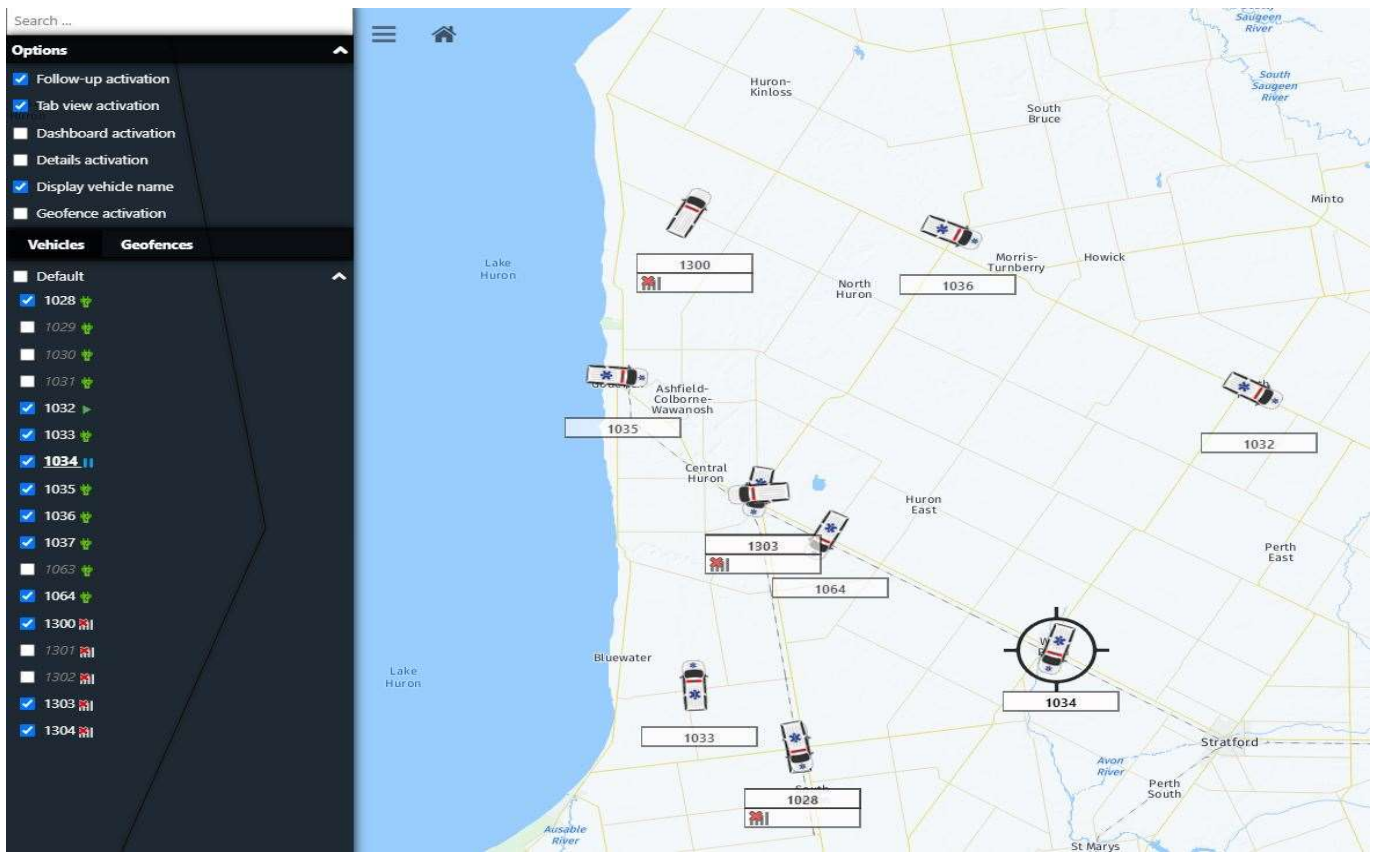 Search ...
Options
Follow-up activation
Tab view activation
Dashboard activation
Details activation
Display vehicle name
Geofence activation
Vehicles Geofences
Default
1028
1029
1030
1031
1032
1033
1034
1035
1036
1037
1063
1064
1300
1301
1302
1303
1304
Saugeen
River
South
Saugeen
River
Huron-
Kinloss
South
Bruce
Minto
Lake
Huron
1300
Morris-
Turnberry
Howick
North
Huron
1036
Ashfield-
Colborne-
Wawanosh
1035
1032
Central
Huron
Huron
East
1303
1064
Perth
East
Bluewater
Lake
Huron
1034
1033
Stratford
Avon
River
Perth
South
South
1028
Ausable
River
St Marys